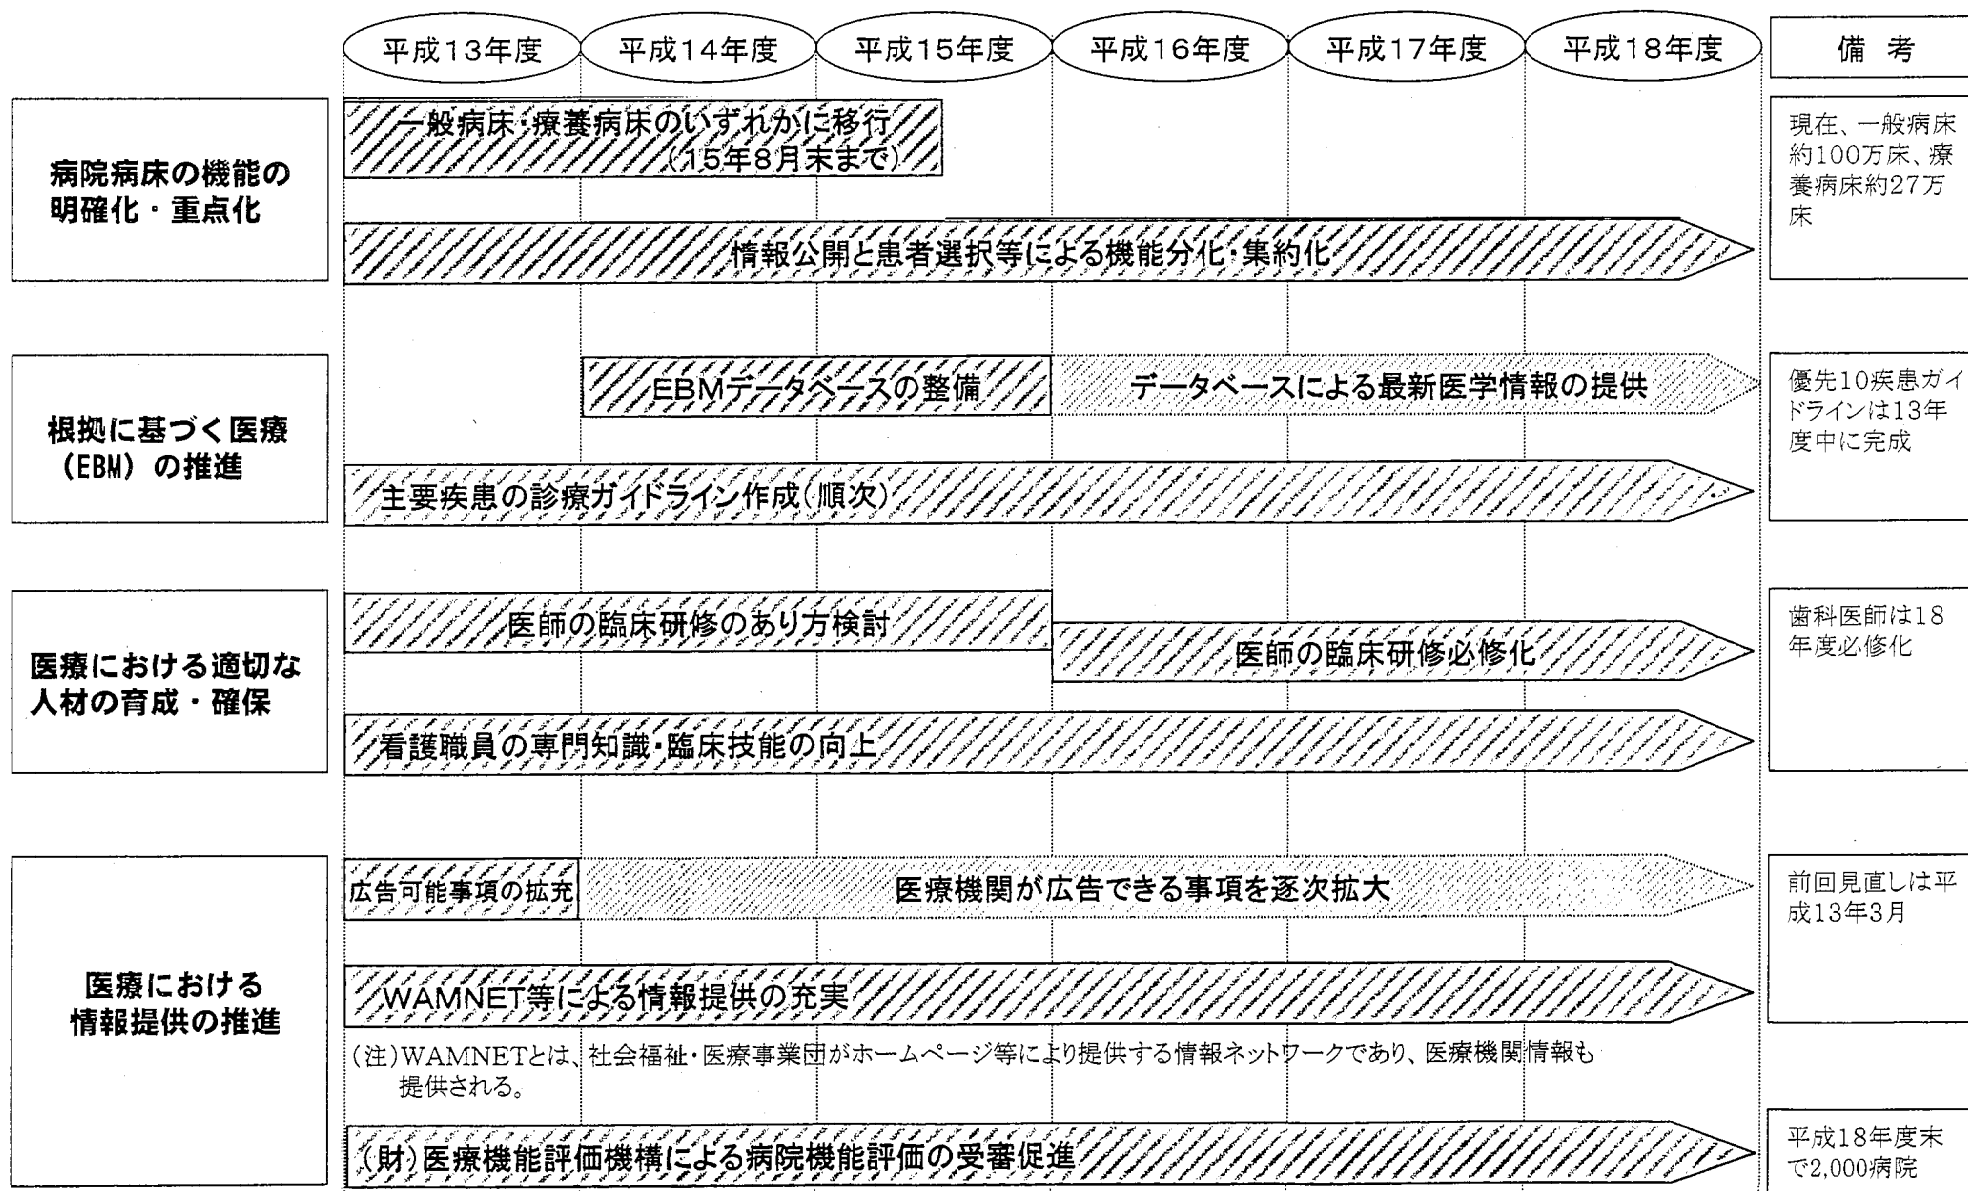 平成13年度
平成14年度
平成15年度
平成16年度
平成17年度
平成18年度
備 考
病院病床の機能の
明確化・重点化
一般病床・療養病床のいずれかに移行
(15年8月末まで)
情報公開と患者選択等による機能分化・集約化
現在、一般病床
約100万床、療
養病床約27万
床
根拠に基づく医療
(EBM)の推進
EBMデータベースの整備
データベースによる最新医学情報の提供
主要疾患の診療ガイドライン作成(順次)
優先10疾患ガイ
ドラインは13年
度中に完成
医療における適切な
人材の育成・確保
医師の臨床研修のあり方検討
医師の臨床研修必修化
看護職員の専門知識・臨床技能の向上
歯科医師は18
年度必修化
医療における
情報提供の推進
広告可能事項の拡充
医療機関が広告できる事項を逐次拡大
WAMNET等による情報提供の充実
(注)WAMNETとは、社会福祉・医療事業団がホームページ等により提供する情報ネットワークであり、医療機関情報も
提供される。
(財)医療機能評価機構による病院機能評価の受審促進
前回見直しは平
成13年3月
平成18年度末
で2,000病院